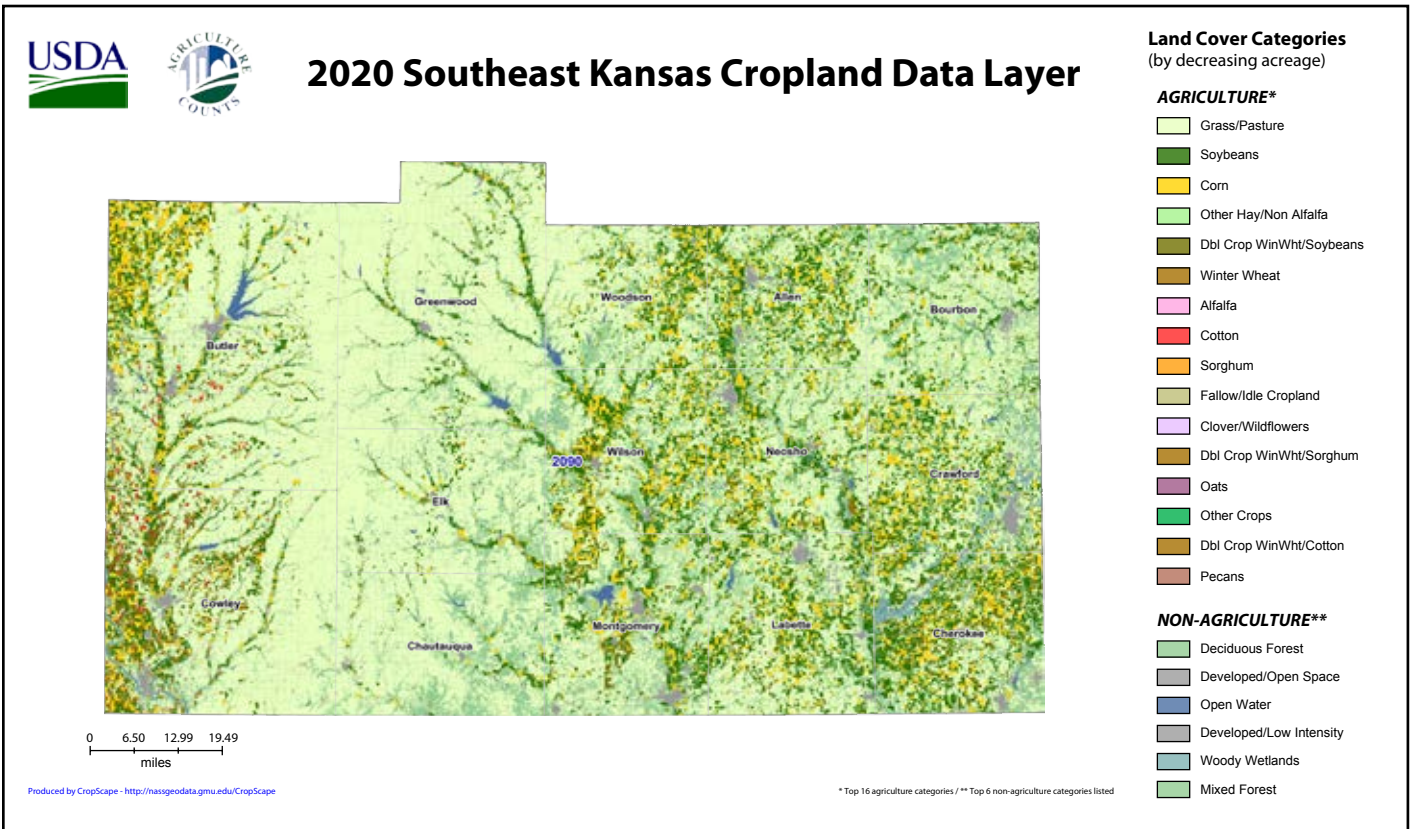 USDA
AGRICULTURE
COUNTS
2020 Southeast Kansas Cropland Data Layer
Land Cover Categories
(by decreasing acreage)
AGRICULTURE*
Grass/Pasture
Soybeans
Corn
Other Hay/Non Alfalfa
Dbl Crop WinWht/Soybeans
Winter Wheat
Alfalfa
Cotton
Sorghum
Fallow/Idle Cropland
Clover/Wildflowers
Dbl Crop WinWht/Sorghum
Oats
Other Crops
Dbl Crop WinWht/Cotton
Pecans
NON-AGRICULTURE**
Deciduous Forest
Developed/Open Space
Open Water
Developed/Low Intensity
Woody Wetlands
Mixed Forest
Greenwood
Woodson
Allen
Bourbon
Butler
Wilson
Neosho
2090
Crawford
Elk
Cowley
Montgomery
Labette
Cherokee
Chautauqua
0 6.50 12.99 19.49
miles
Produced by CropScape - http://nassgeodata.gmu.edu/CropScape
* Top 16 agriculture categories / ** Top 6 non-agriculture categories listed